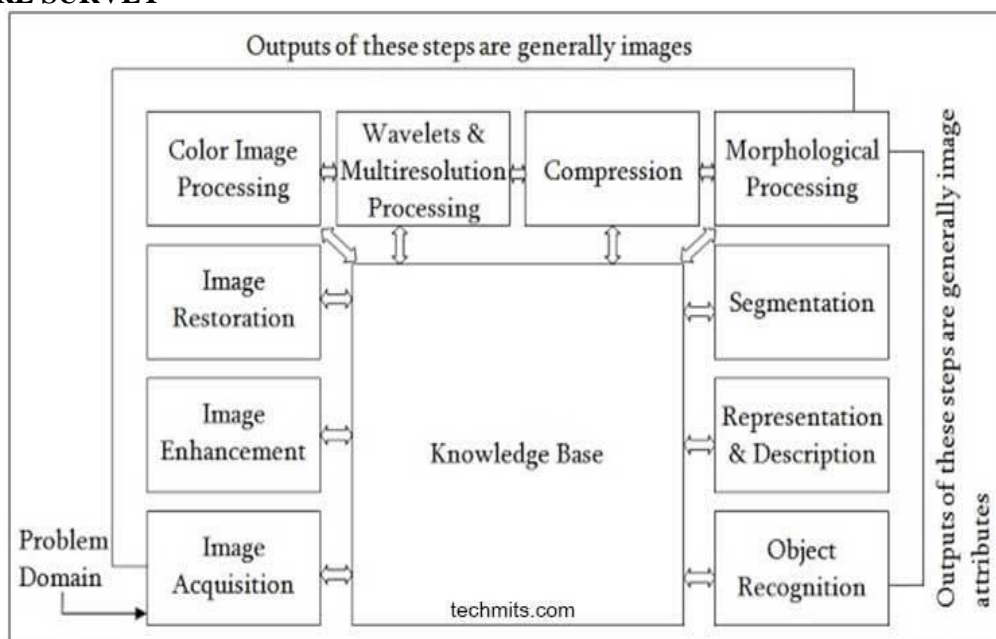 Outputs of these steps are generally images
Color Image
Processing
Wavelets &
Multiresolution
Processing
Compression
Morphological
Processing
Image
Restoration
Segmentation
Image
Enhancement
Knowledge Base
Representation
& Description
Problem
Domain
Image
Acquisition
Object
Recognition
techmits.com
Outputs of these steps are generally image
attributes